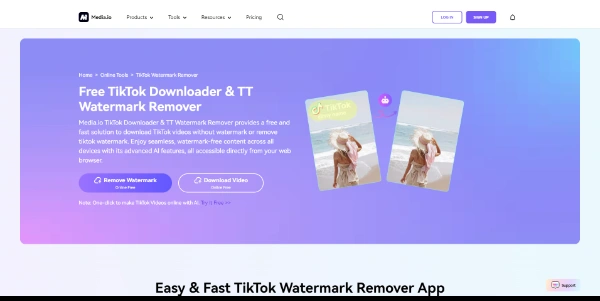 Media.io
Products
Tools
Resources
Pricing
LOG IN
SIGN UP
Home > Online Tools > TikTok Watermark Remover
Free TikTok Downloader & TT
Watermark Remover
Media.io TikTok Downloader & TT Watermark Remover provides a free and
fast solution to download TikTok videos without watermark or remove
tiktok watermark. Enjoy seamless, watermark-free content across all
devices with its advanced AI features, all accessible directly from your web
browser.
Remove Watermark
Online Free
Download Video
Online Free
Note: One-click to make TikTok Videos online with AI. Try It Free >>
TikTok
Easy & Fast TikTok Watermark Remover App
Support